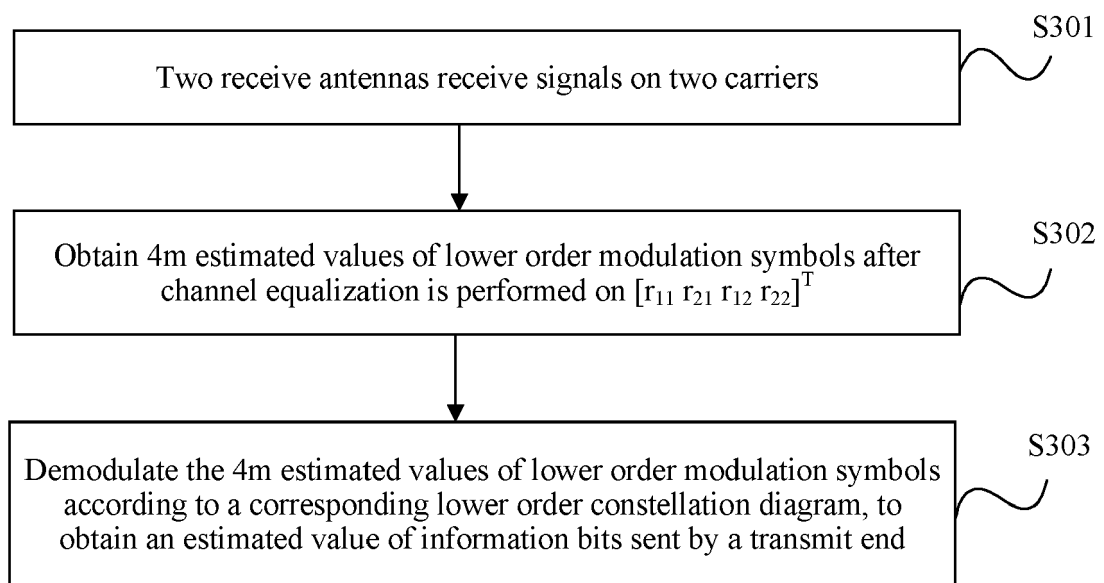 S301
Two receive antennas receive signals on two carriers
S302
Obtain 4m estimated values of lower order modulation symbols after
channel equalization is performed on [r₁₁ r₂₁ r₁₂ r₂₂]ᵀ
S303
Demodulate the 4m estimated values of lower order modulation symbols
according to a corresponding lower order constellation diagram, to
obtain an estimated value of information bits sent by a transmit end